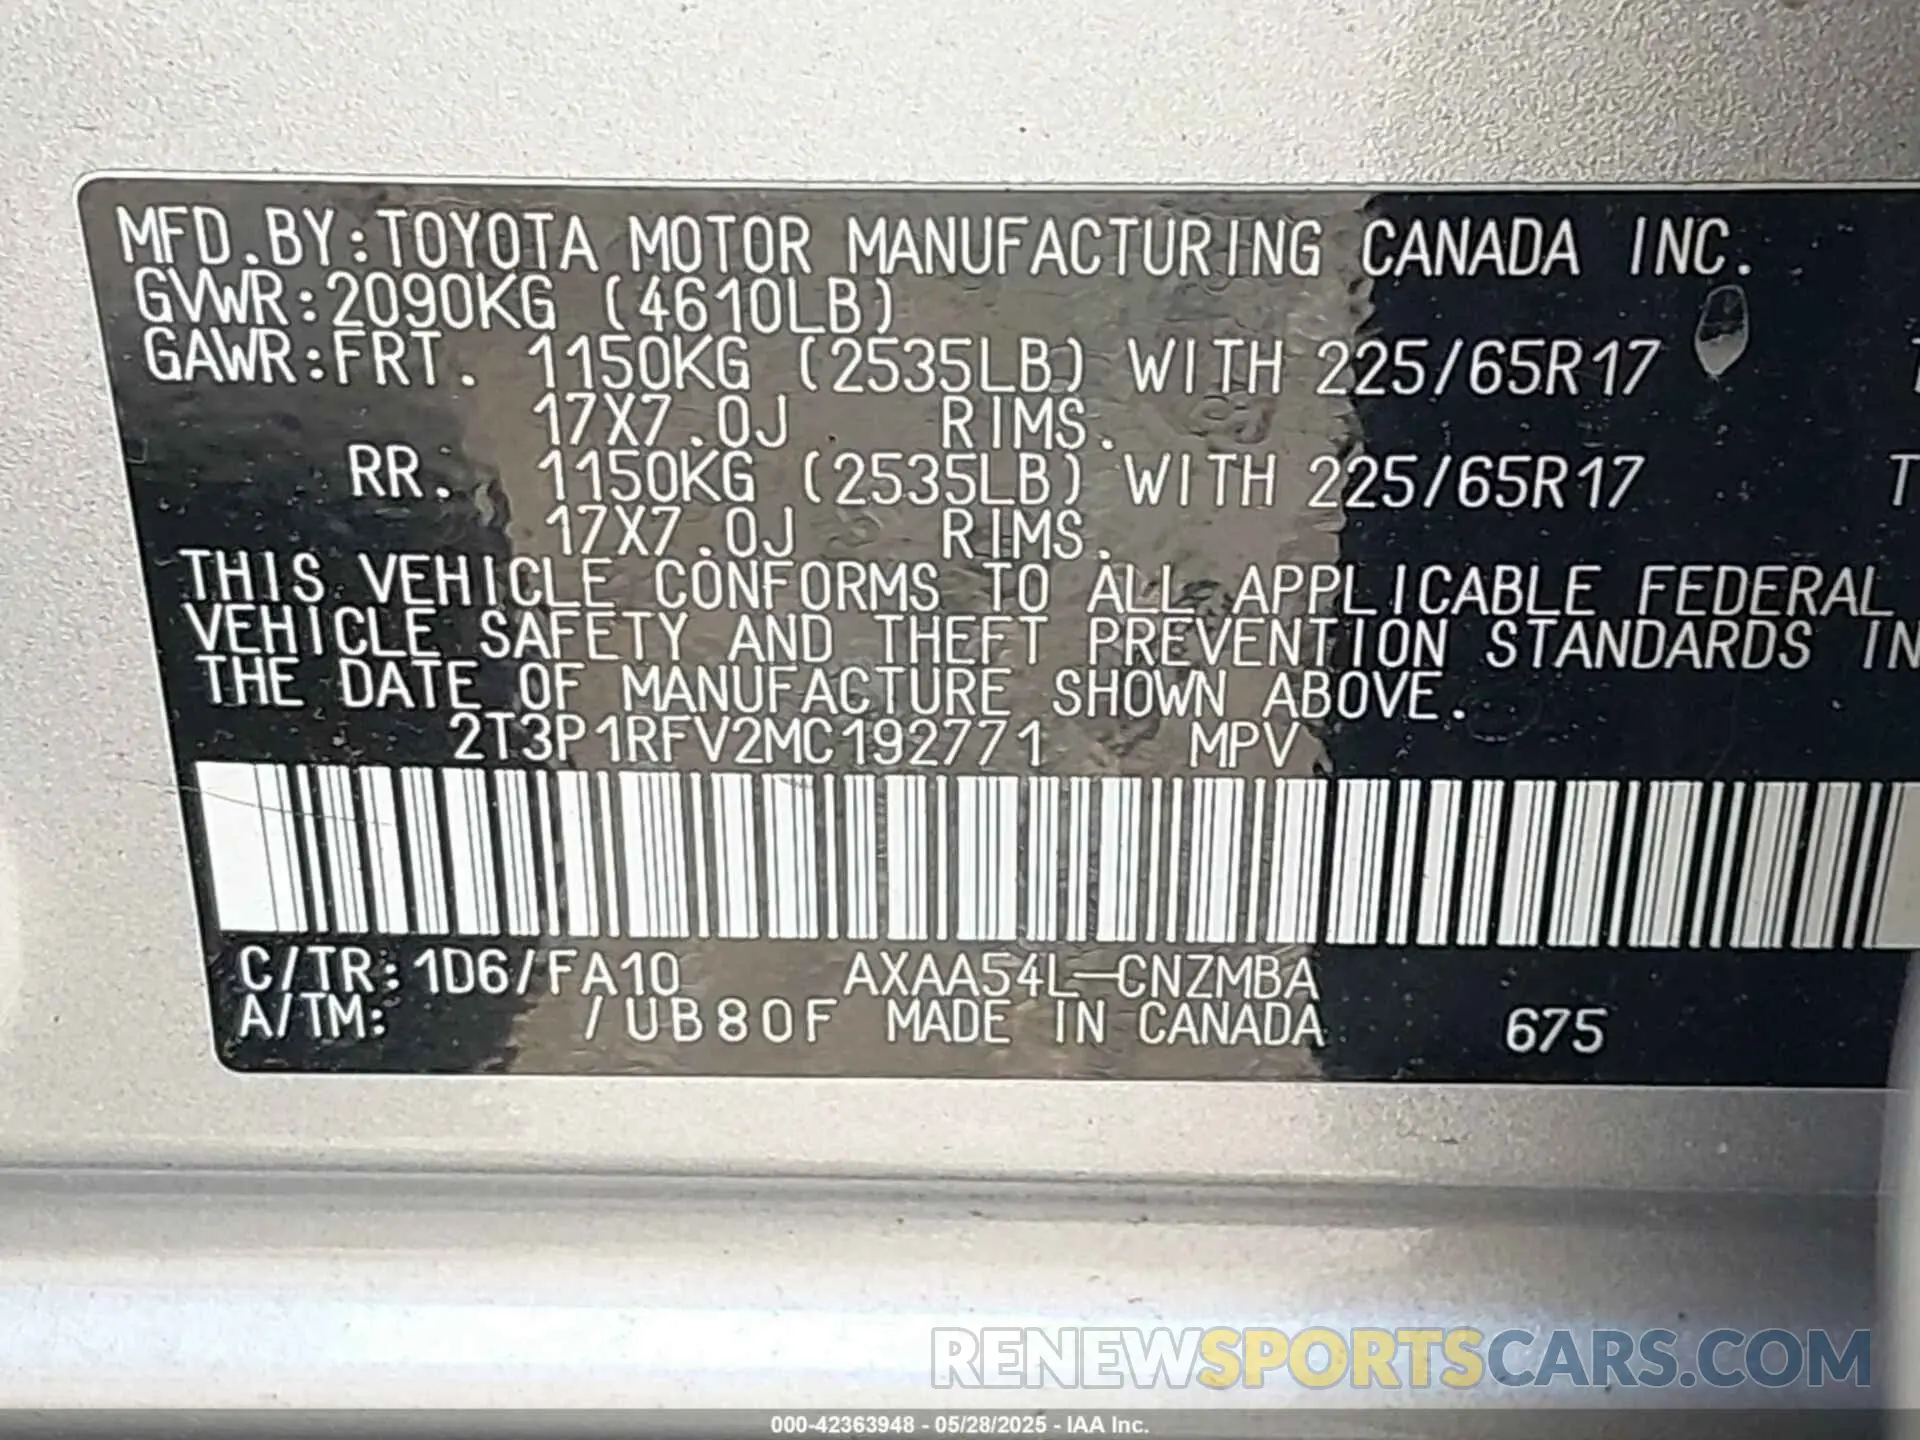 MFD.BY:TOYOTA MOTOR MANUFACTURING CANADA INC.
GVWR:2090KG (4610LB)
GAWR:FRT. 1150KG (2535LB) WITH 225/65R17
17X7.0J RIMS.
RR. 1150KG (2535LB) WITH 225/65R17
17X7.0J RIMS.
THIS VEHICLE CONFORMS TO ALL APPLICABLE FEDERAL
VEHICLE SAFETY AND THEFT PREVENTION STANDARDS IN
THE DATE OF MANUFACTURE SHOWN ABOVE.
2T3P1RFV2MC192771 MPV
C/TR:1D6/FA10 AXAA54L-CNZMBA
A/TM: /UB80F MADE IN CANADA 675
RENEWSPORTSCARS.COM
000-42363948 - 05/28/2025 - IAA Inc.